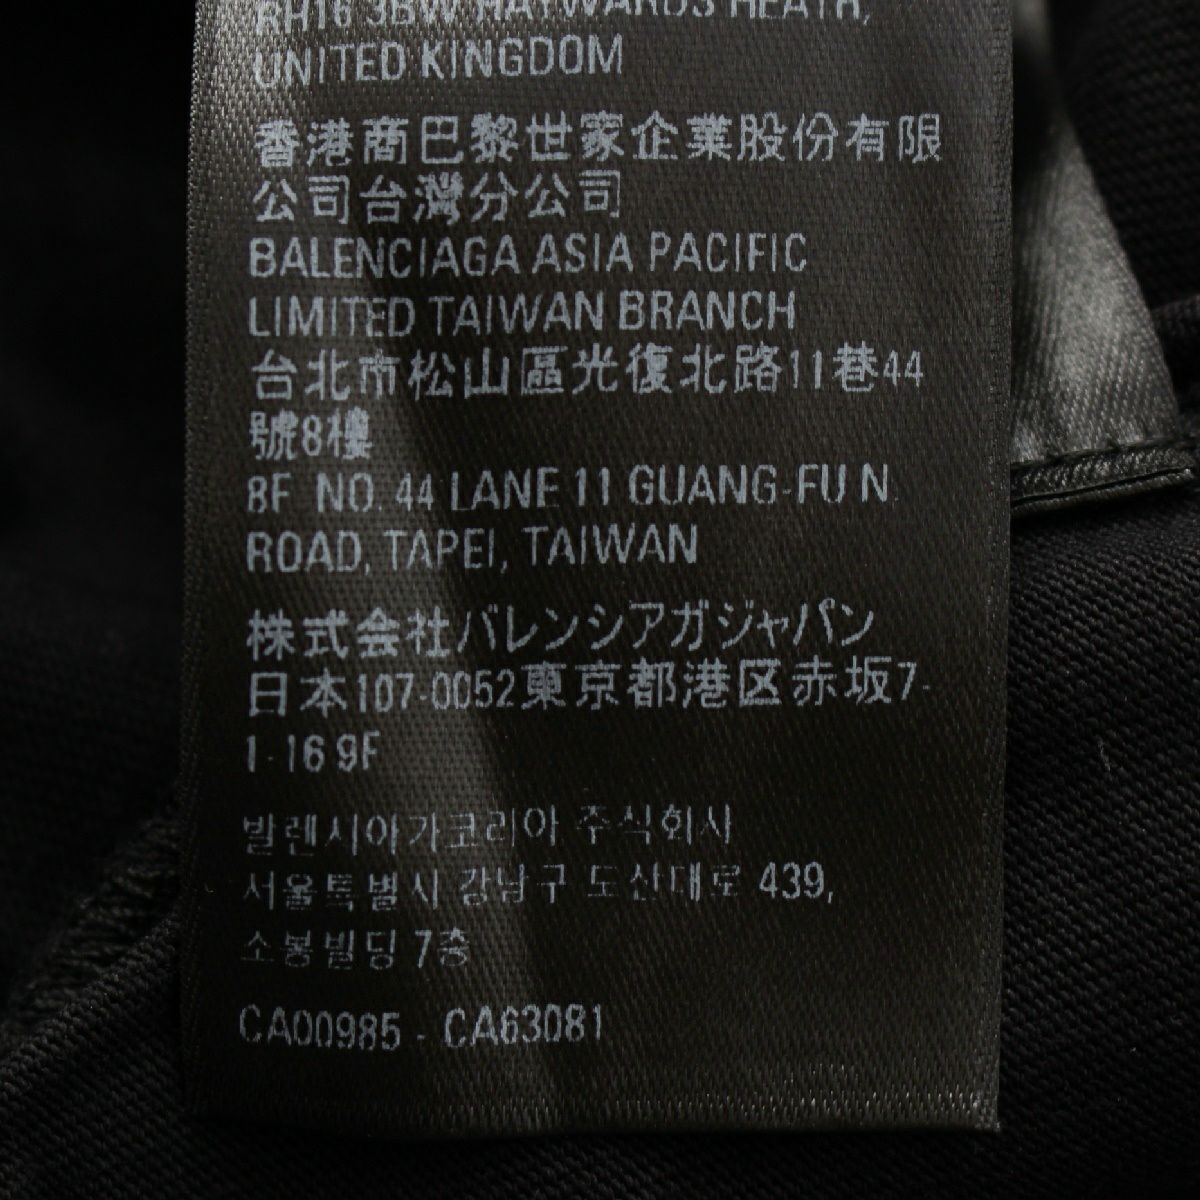 RH16 3BW HAYWARDS HEATH,
UNITED KINGDOM
香港商巴黎世家企業股份有限
公司台灣分公司
BALENCIAGA ASIA PACIFIC
LIMITED TAIWAN BRANCH
台北市松山區光復北路11巷44
號8樓
8F NO. 44 LANE 11 GUANG-FU N.
ROAD, TAPEI, TAIWAN
株式会社バレンシアガジャパン
日本107-0052東京都港区赤坂7-
1-16 9F
발렌시아가코리아 주식회사
서울특별시 강남구 도산대로 439,
소봉빌딩 7층
CA00985 - CA63081